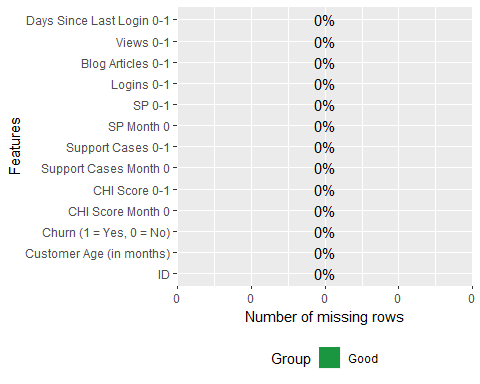 Days Since Last Login 0-1 0%
Views 0-1 0%
Blog Articles 0-1 0%
Logins 0-1 0%
SP 0-1 0%
SP Month 0 0%
Support Cases 0-1 0%
Support Cases Month 0 0%
CHI Score 0-1 0%
CHI Score Month 0 0%
Churn (1 = Yes, 0 = No) 0%
Customer Age (in months) 0%
ID 0%
Features
0 0 0 0 0
Number of missing rows
Group Good